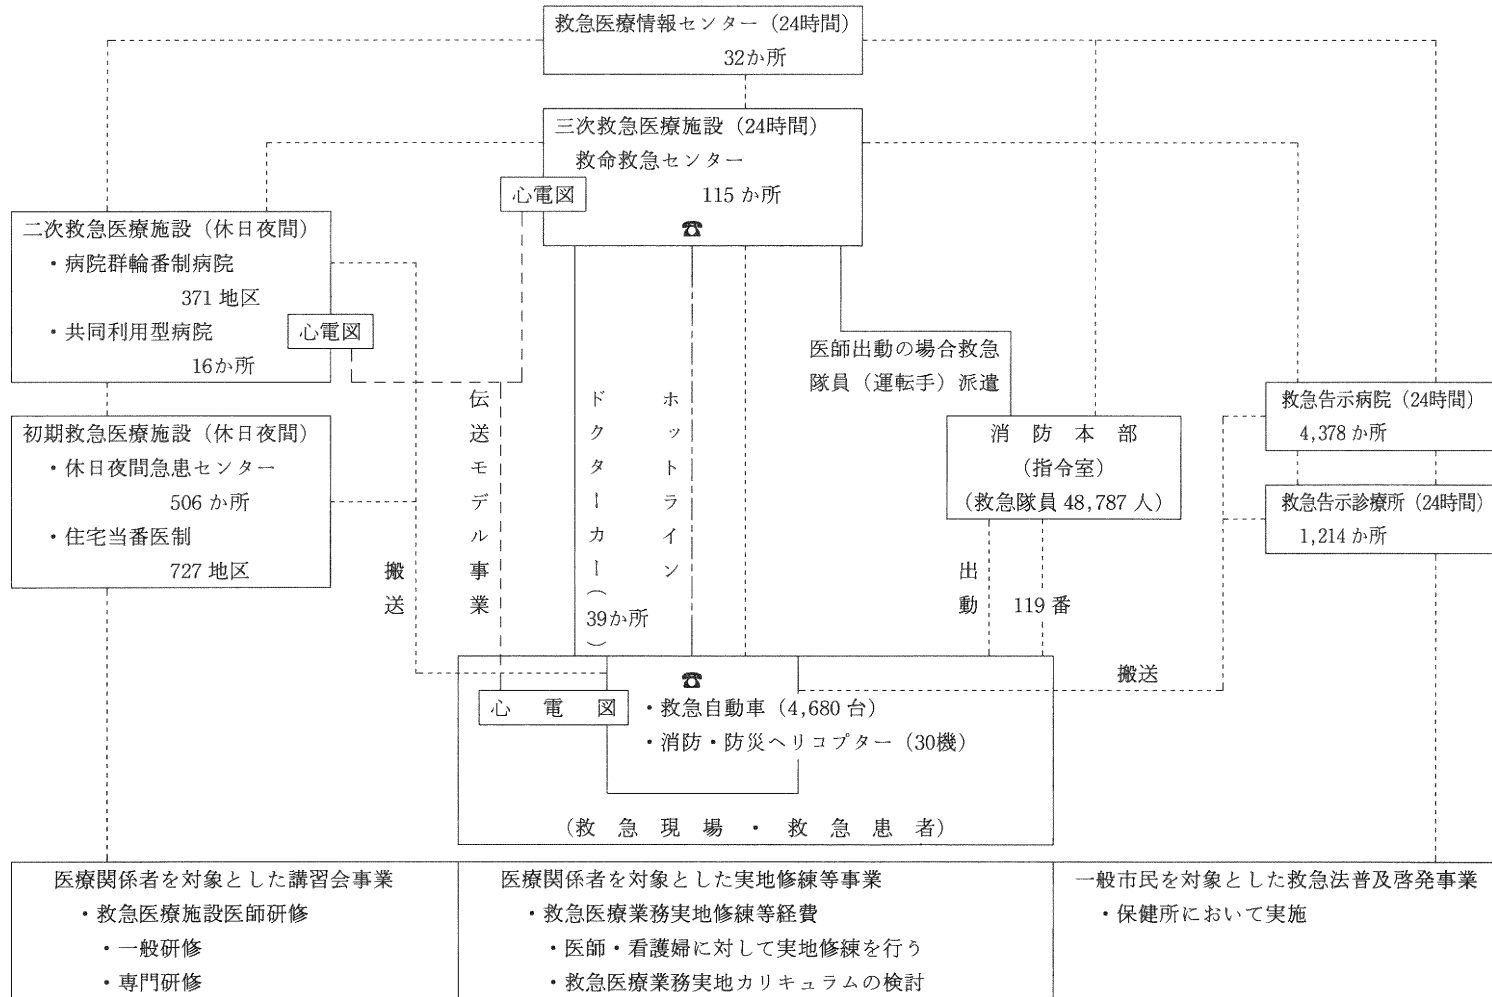 救急医療情報センター（24時間）
32か所
三次救急医療施設（24時間）
救命救急センター
115か所
心電図
☎
二次救急医療施設（休日夜間）
・病院群輪番制病院
371地区
・共同利用型病院
16か所
心電図
初期救急医療施設（休日夜間）
・休日夜間急患センター
506か所
・住宅当番医制
727地区
搬送
伝送モデル事業
ドクターカー（39か所）
ホットライン
医師出動の場合救急
隊員（運転手）派遣
消防本部
（指令室）
（救急隊員48,787人）
出動
119番
救急告示病院（24時間）
4,378か所
救急告示診療所（24時間）
1,214か所
搬送
☎
心電図
・救急自動車（4,680台）
・消防・防災ヘリコプター（30機）
（救急現場・救急患者）
医療関係者を対象とした講習会事業
・救急医療施設医師研修
・一般研修
・専門研修
医療関係者を対象とした実地修練等事業
・救急医療業務実地修練等経費
・医師・看護婦に対して実地修練を行う
・救急医療業務実地カリキュラムの検討
一般市民を対象とした救急法普及啓発事業
・保健所において実施